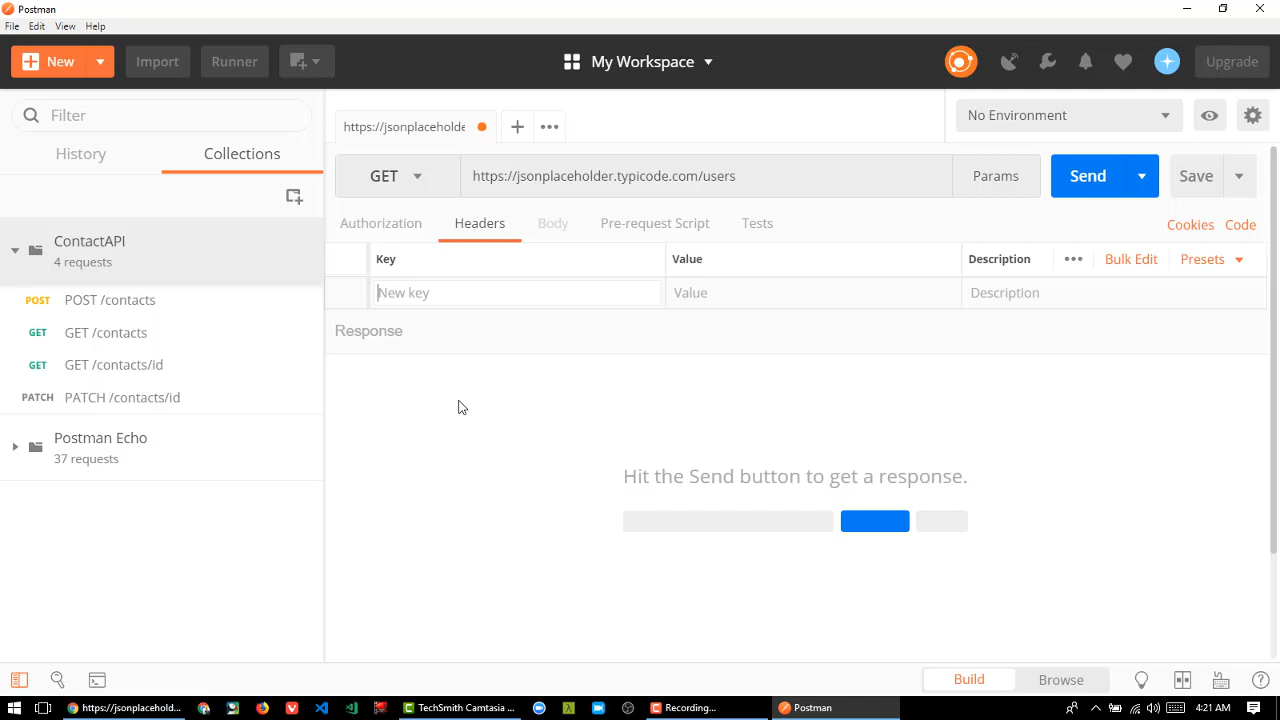 Postman
File Edit View Help
New Import Runner My Workspace Upgrade
Filter
History Collections
ContactAPI
4 requests
POST POST /contacts
GET GET /contacts
GET GET /contacts/id
PATCH PATCH /contacts/id
Postman Echo
37 requests
https://jsonplaceholde
No Environment
GET https://jsonplaceholder.typicode.com/users Params Send Save
Authorization Headers Body Pre-request Script Tests Cookies Code
Key Value Description Bulk Edit Presets
New key Value Description
Response
Hit the Send button to get a response.
Build Browse
https://jsonplacehold... TechSmith Camtasia ... Recording... Postman 4:21 AM